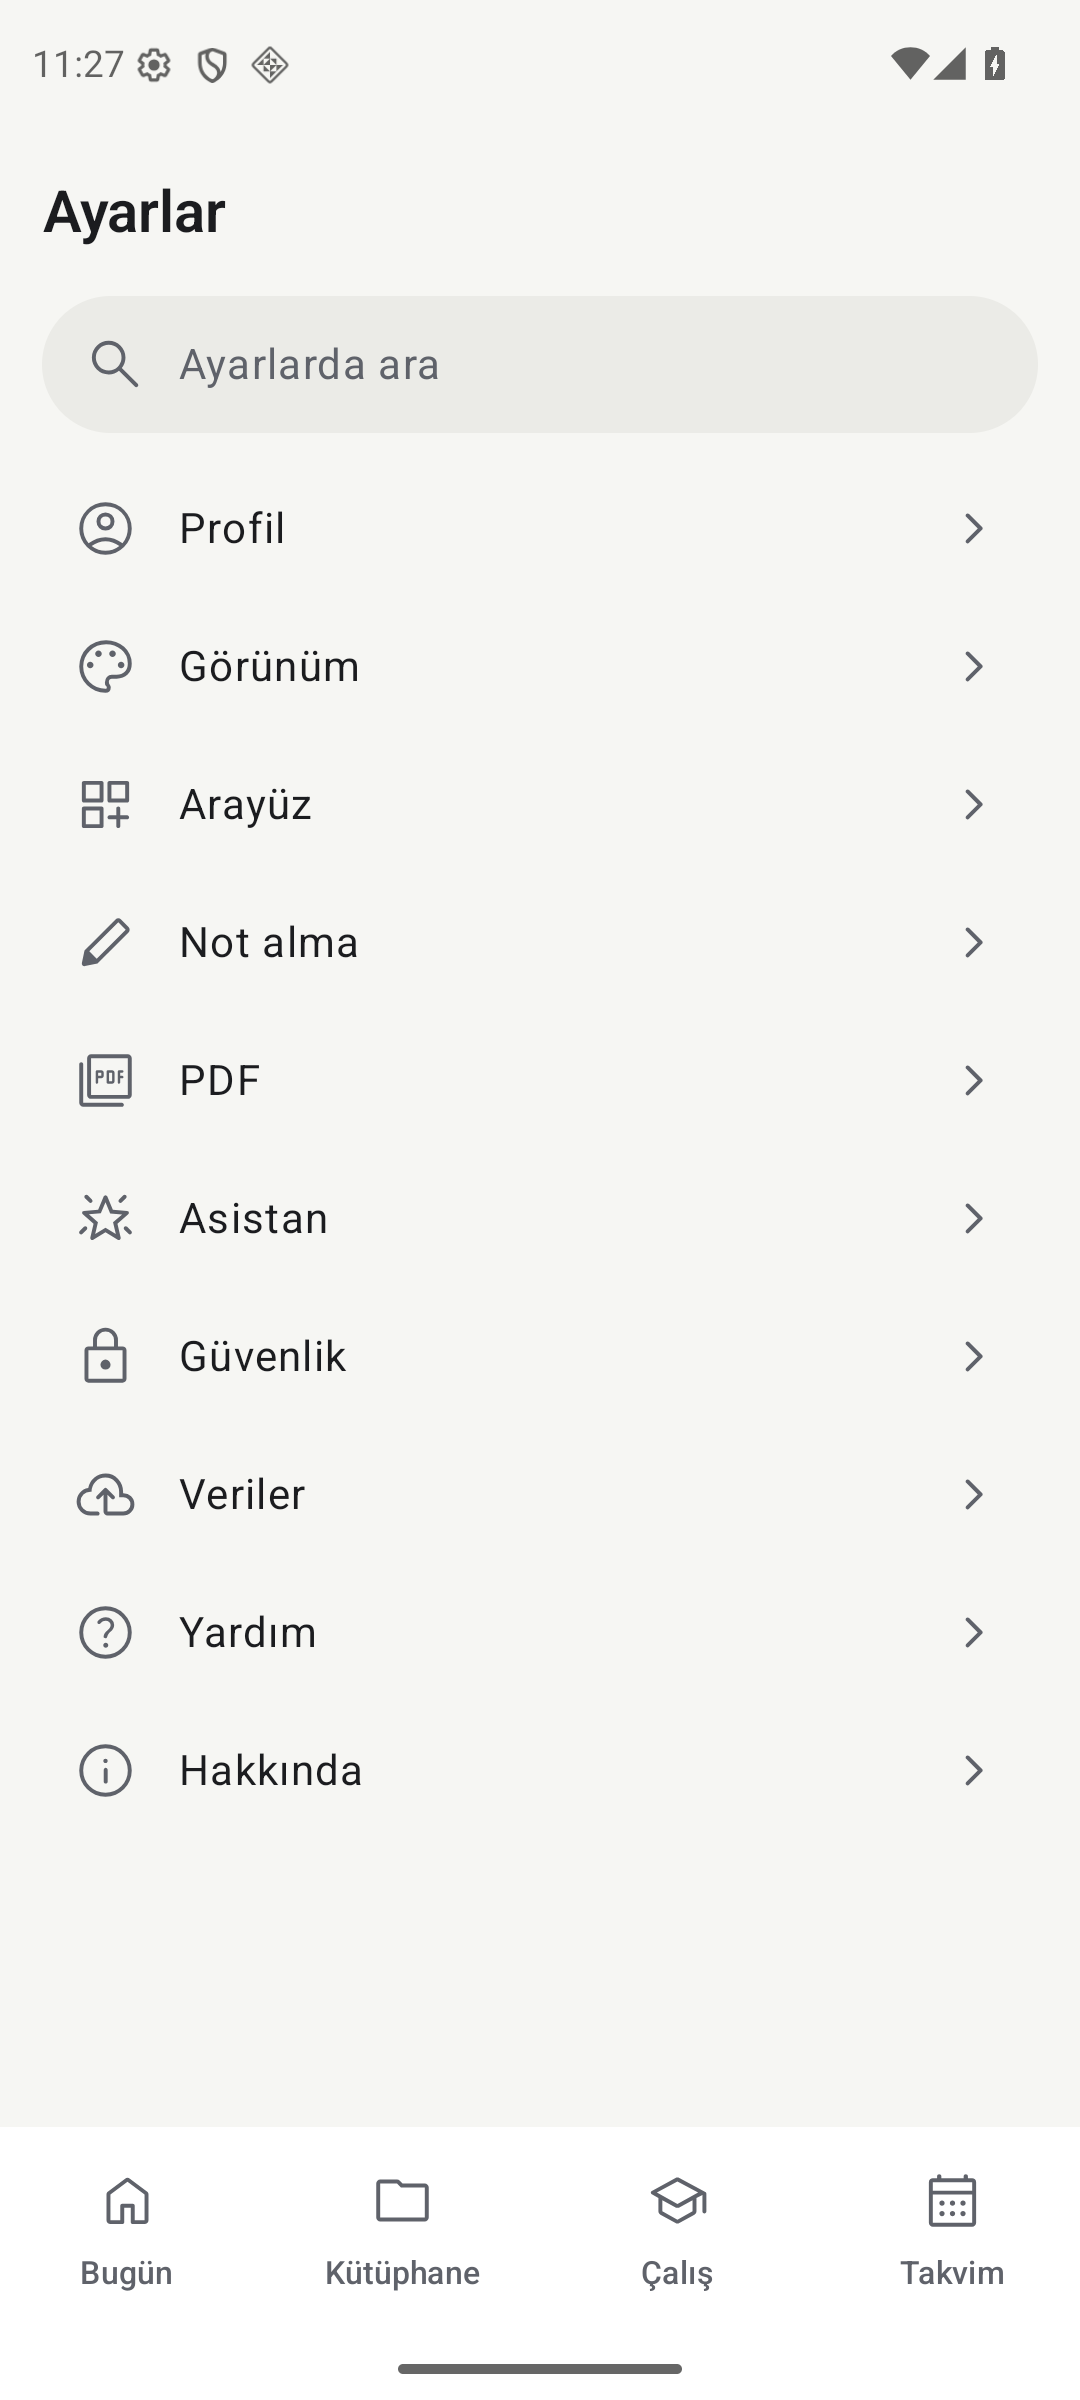 11:27
Ayarlar
Ayarlarda ara
Profil
Görünüm
Arayüz
Not alma
PDF
PDF
Asistan
Güvenlik
Veriler
Yardım
Hakkında
Bugün
Kütüphane
Çalış
Takvim